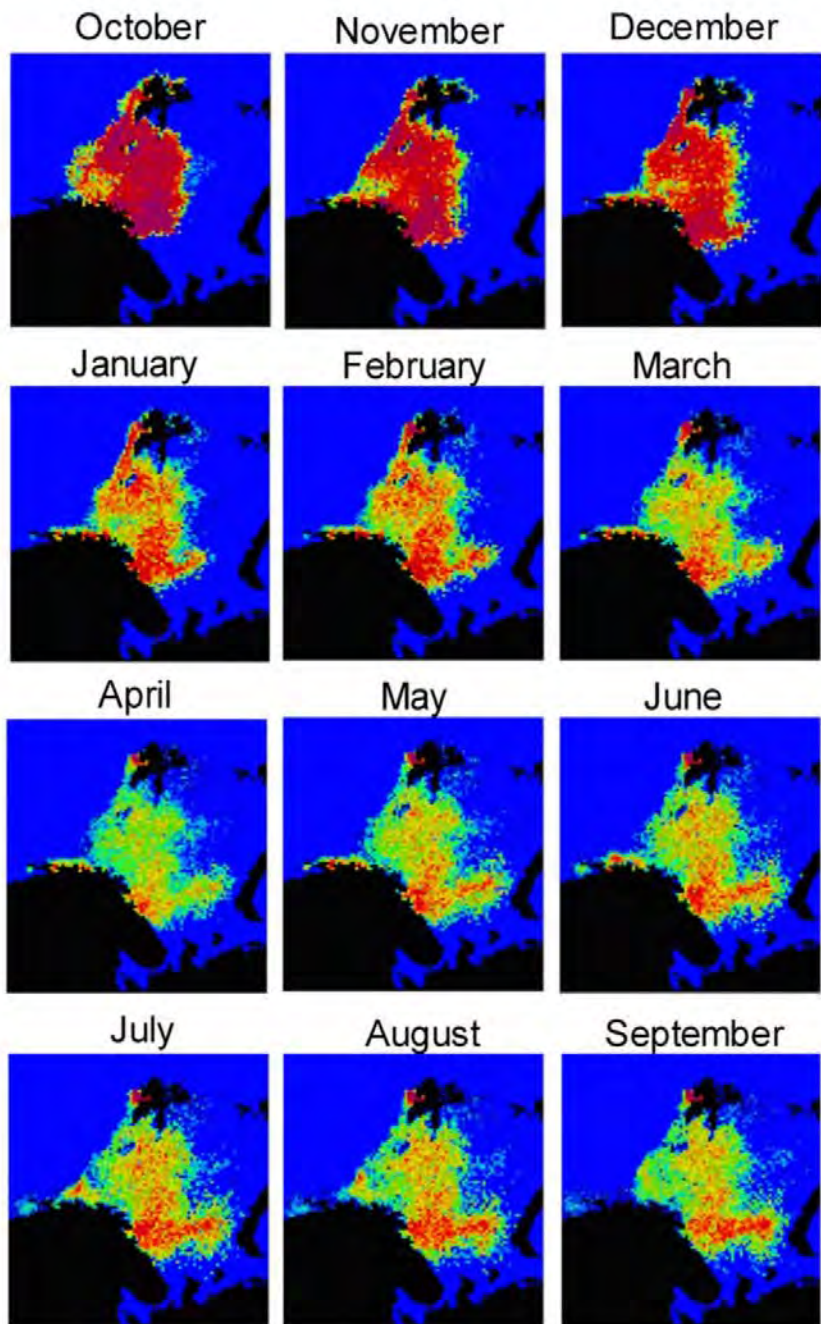 October November December
January February March
April May June
July August September